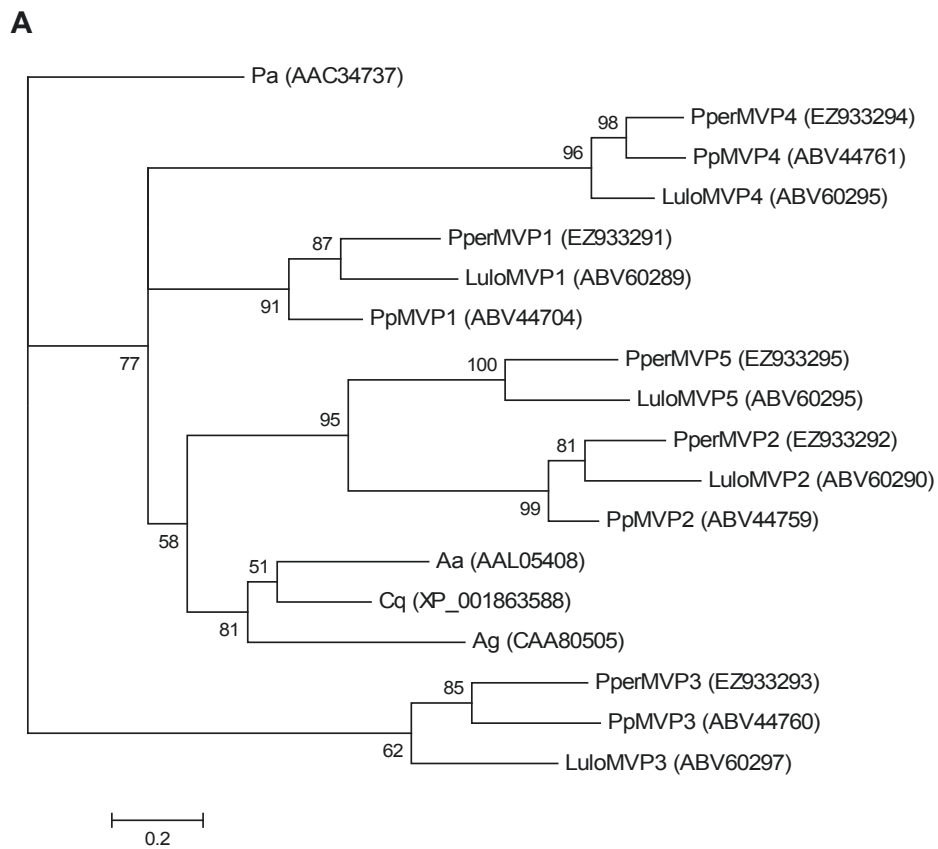 A
Pa (AAC34737)
PperMVP4 (EZ933294)
98
PpMVP4 (ABV44761)
96
LuloMVP4 (ABV60295)
PperMVP1 (EZ933291)
87
LuloMVP1 (ABV60289)
91
PpMVP1 (ABV44704)
77
PperMVP5 (EZ933295)
100
LuloMVP5 (ABV60295)
95
PperMVP2 (EZ933292)
81
LuloMVP2 (ABV60290)
99
PpMVP2 (ABV44759)
58
Aa (AAL05408)
51
Cq (XP_001863588)
81
Ag (CAA80505)
PperMVP3 (EZ933293)
85
PpMVP3 (ABV44760)
62
LuloMVP3 (ABV60297)
0.2